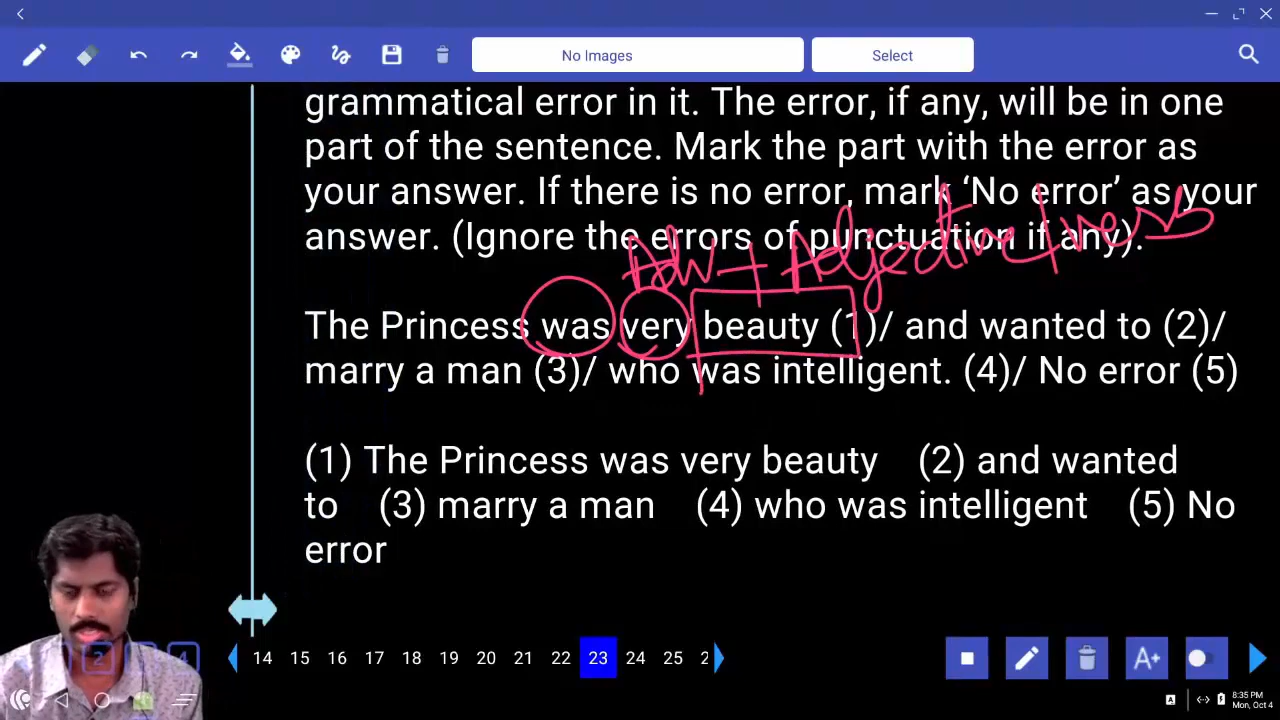 No Images
Select
grammatical error in it. The error, if any, will be in one
part of the sentence. Mark the part with the error as
your answer. If there is no error, mark ‘No error’ as your
answer. (Ignore the errors of punctuation if any).
Adv + Adjective / verb
The Princess was very beauty (1)/ and wanted to (2)/
marry a man (3)/ who was intelligent. (4)/ No error (5)
(1) The Princess was very beauty (2) and wanted
to (3) marry a man (4) who was intelligent (5) No
error
2 4 14 15 16 17 18 19 20 21 22 23 24 25 2 A+
A 8:35 PM
Mon, Oct 4